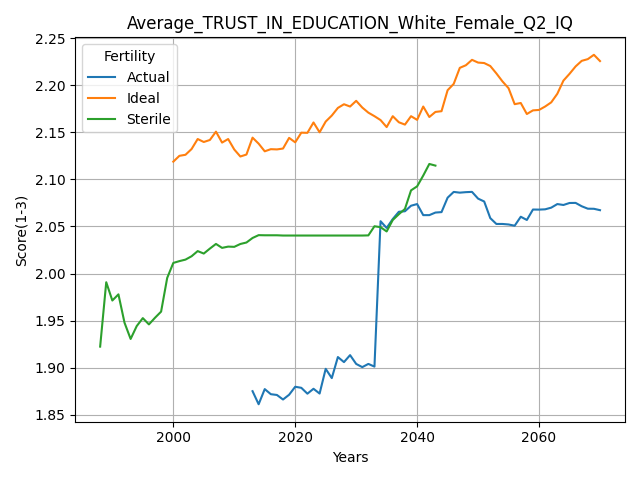 Average_TRUST_IN_EDUCATION_White_Female_Q2_IQ
Score(1-3)
2.25
2.20
2.15
2.10
2.05
2.00
1.95
1.90
1.85
Fertility
Actual
Ideal
Sterile
2000
2020
2040
2060
Years